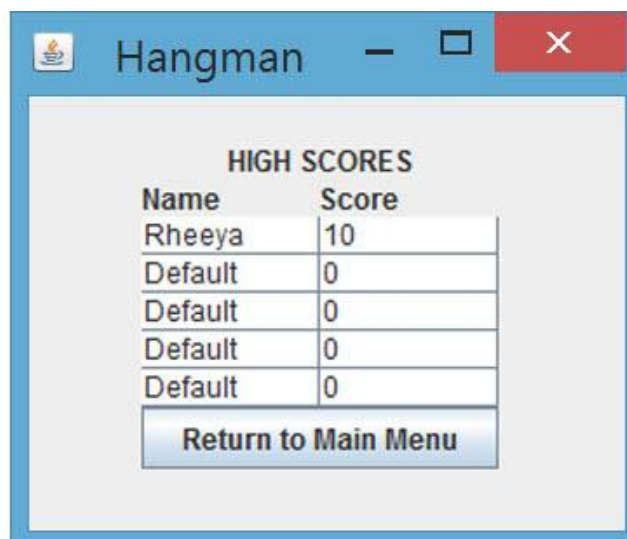 Hangman
HIGH SCORES
Name Score
Rheeya 10
Default 0
Default 0
Default 0
Default 0
Return to Main Menu